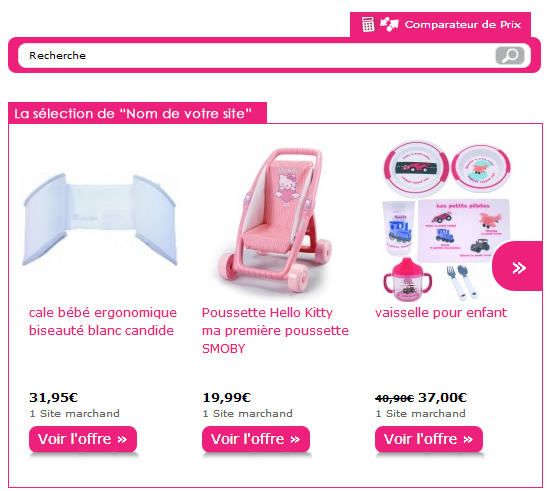 Comparateur de Prix
Recherche
La sélection de "Nom de votre site"
Les petits pilotes
»
cale bébé ergonomique
biseauté blanc candide
Poussette Hello Kitty
ma première poussette
SMOBY
vaisselle pour enfant
31,95€
1 Site marchand
Voir l'offre »
19,99€
1 Site marchand
Voir l'offre »
40,90€ 37,00€
1 Site marchand
Voir l'offre »